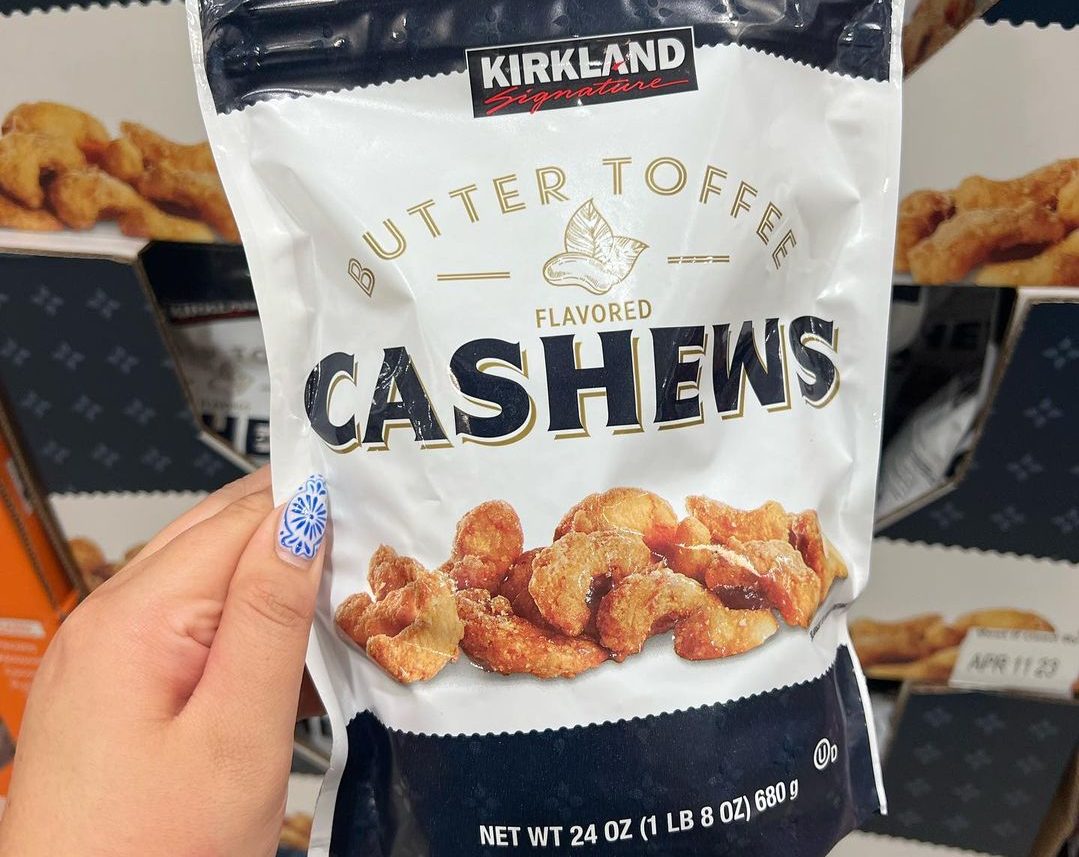 KIRKLAND
Signature
BUTTER TOFFEE
FLAVORED
CASHEWS
U D
NET WT 24 OZ (1 LB 8 OZ) 680 g
APR 11 23